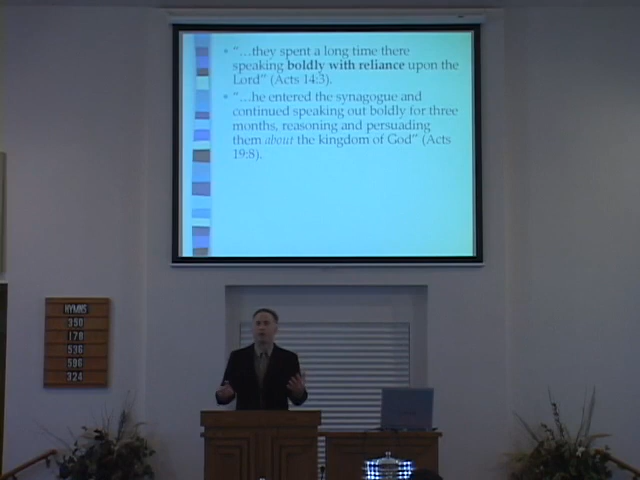 • "…they spent a long time there
speaking boldly with reliance upon the
Lord" (Acts 14:3).
• "…he entered the synagogue and
continued speaking out boldly for three
months, reasoning and persuading
them about the kingdom of God" (Acts
19:8).
HYMNS
350
178
536
596
324